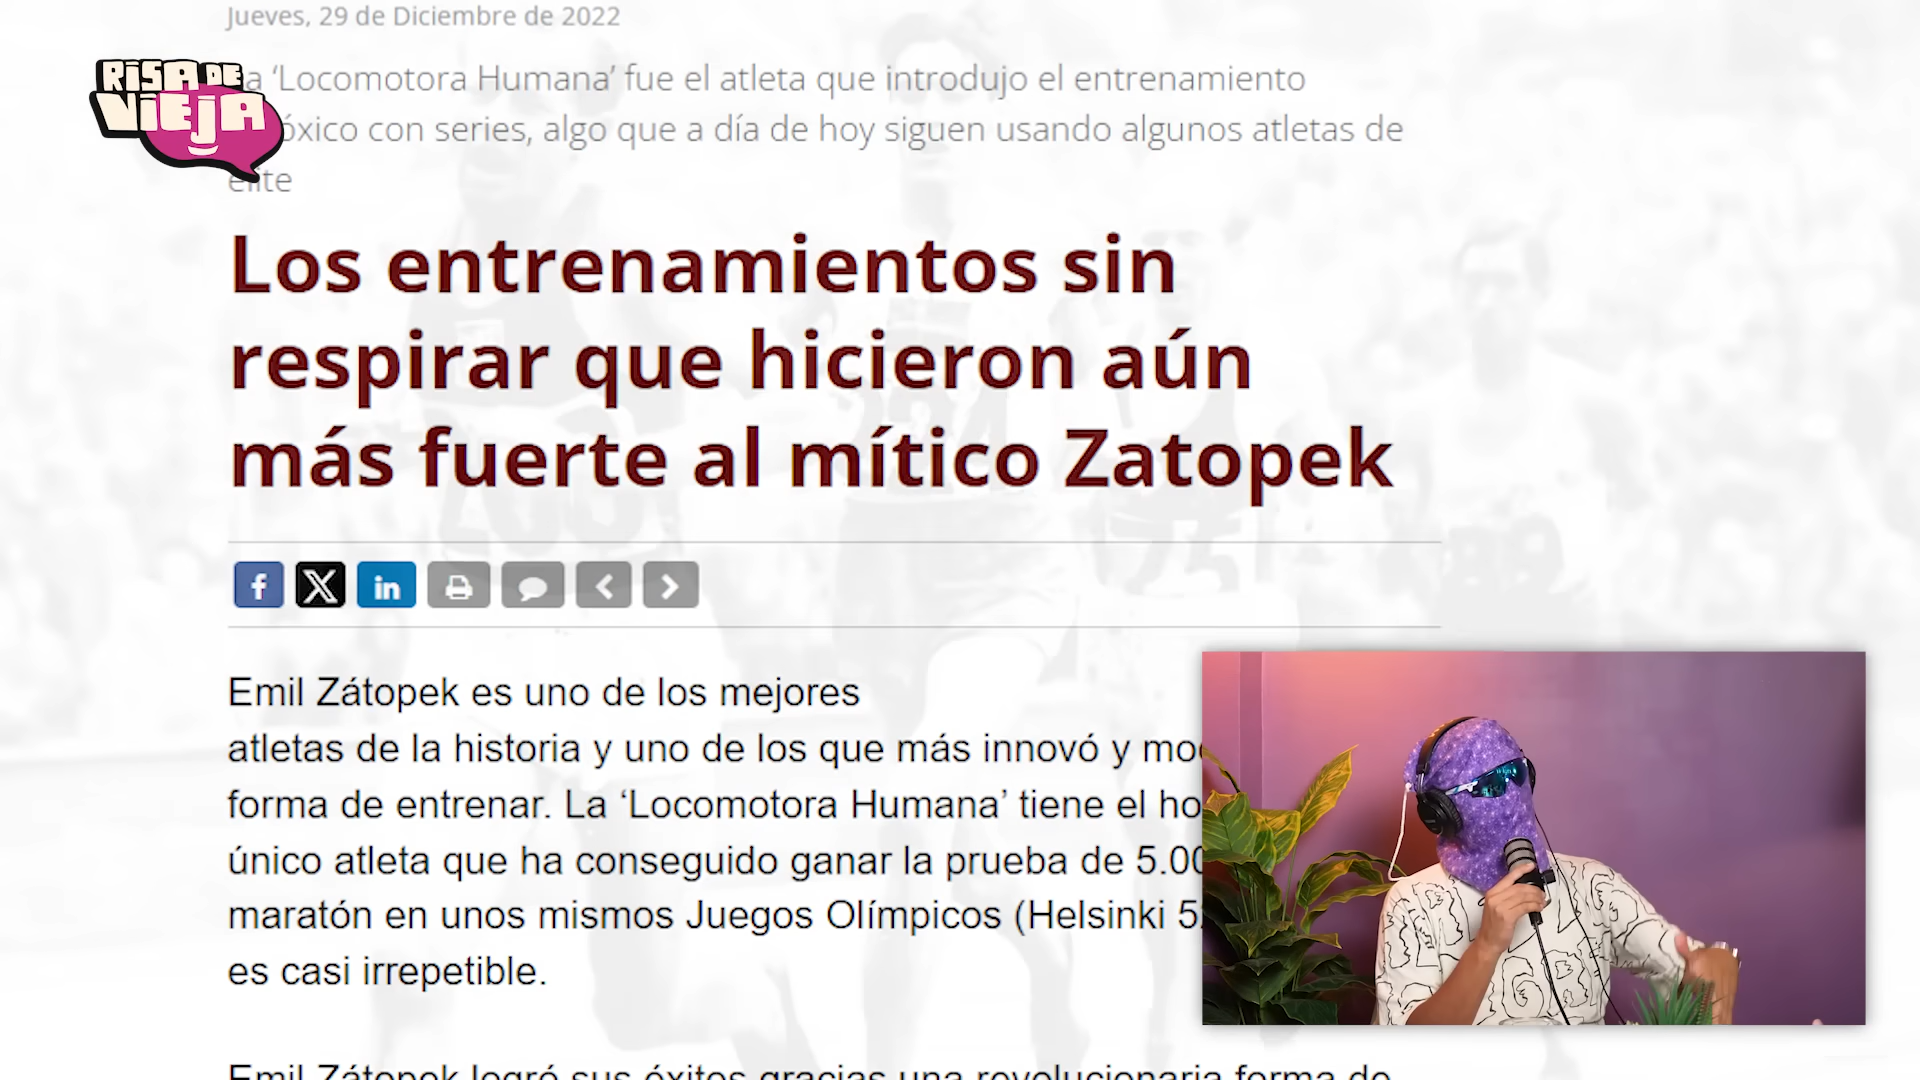 Jueves, 29 de Diciembre de 2022
RISA DE
VIEJA
a ‘Locomotora Humana’ fue el atleta que introdujo el entrenamiento
óxico con series, algo que a día de hoy siguen usando algunos atletas de
élite
Los entrenamientos sin
respirar que hicieron aún
más fuerte al mítico Zatopek
Emil Zátopek es uno de los mejores
atletas de la historia y uno de los que más innovó y mo
forma de entrenar. La ‘Locomotora Humana’ tiene el ho
único atleta que ha conseguido ganar la prueba de 5.00
maratón en unos mismos Juegos Olímpicos (Helsinki 5
es casi irrepetible.
Emil Zátopek logró sus éxitos gracias una revolucionaria forma de